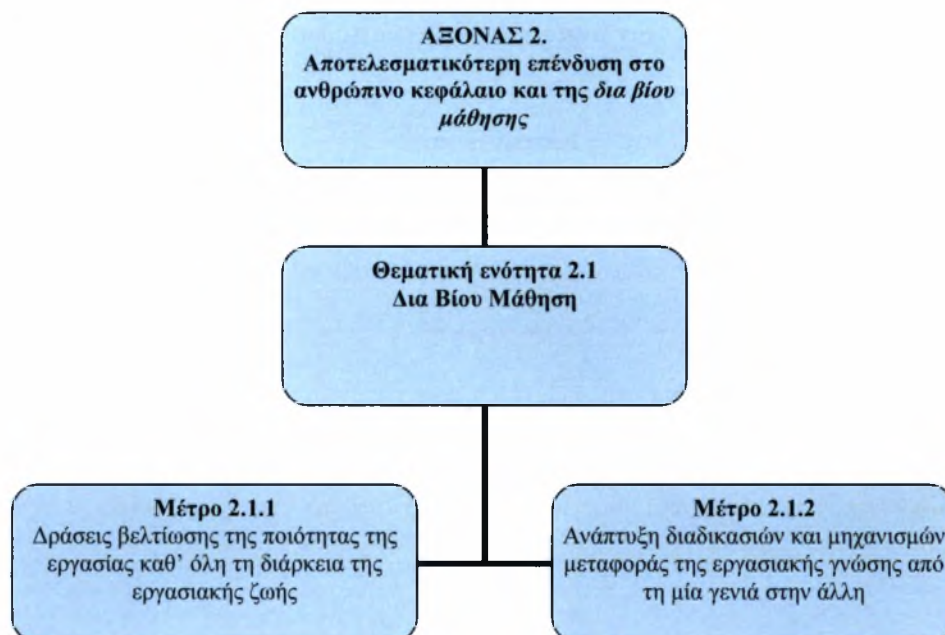 ΑΞΟΝΑΣ 2.
Αποτελεσματικότερη επένδυση στο
ανθρώπινο κεφάλαιο και της δια βίου
μάθησης
Θεματική ενότητα 2.1
Δια Βίου Μάθηση
Μέτρο 2.1.1
Δράσεις βελτίωσης της ποιότητας της
εργασίας καθ’ όλη τη διάρκεια της
εργασιακής ζωής
Μέτρο 2.1.2
Ανάπτυξη διαδικασιών και μηχανισμών
μεταφοράς της εργασιακής γνώσης από
τη μία γενιά στην άλλη